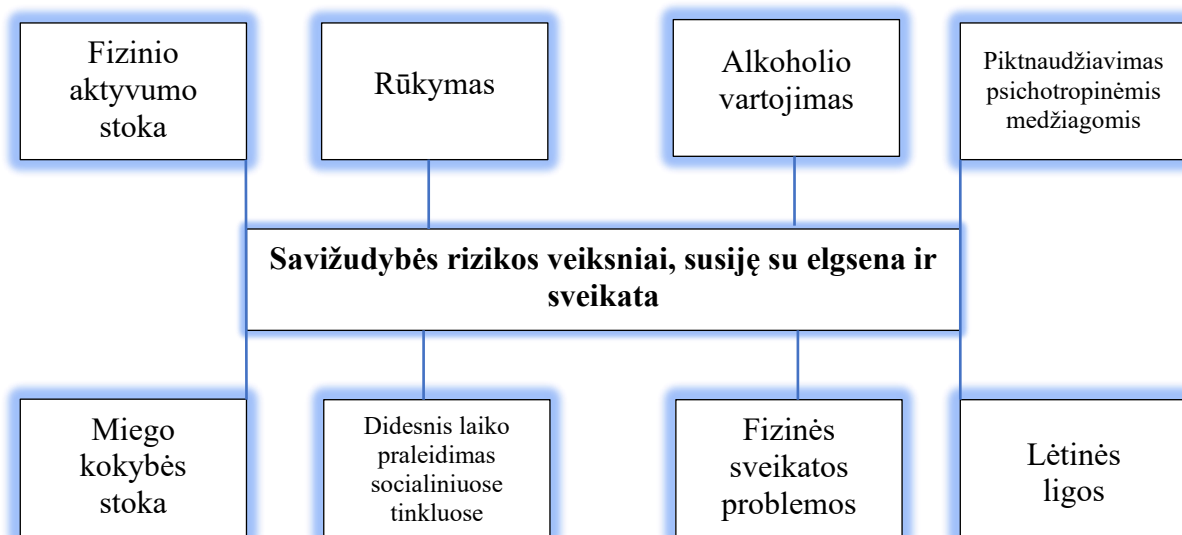 Fizinio
aktyvumo
stoka
Rūkymas
Alkoholio
vartojimas
Piktnaudžiavimas
psichotropinėmis
medžiagomis
Savižudybės rizikos veiksniai, susiję su elgsena ir
sveikata
Miego
kokybės
stoka
Didesnis laiko
praleidimas
socialiniuose
tinkluose
Fizinės
sveikatos
problemos
Lėtinės
ligos